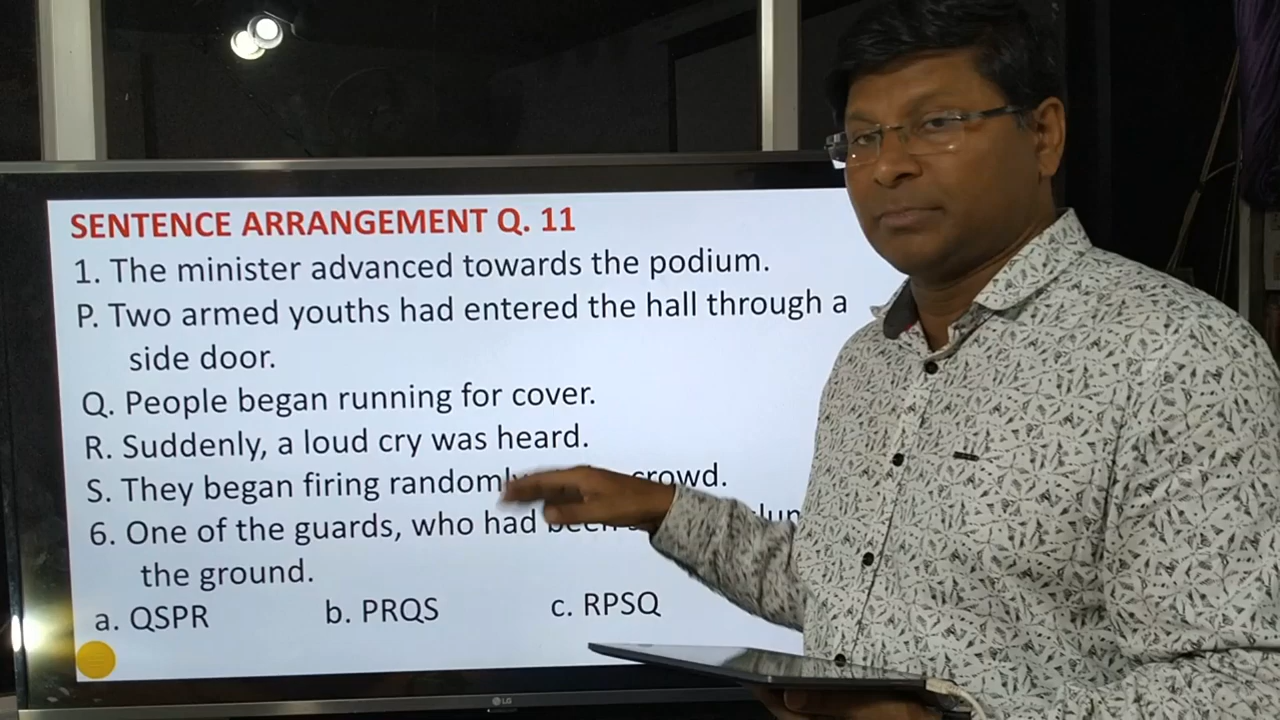 SENTENCE ARRANGEMENT Q. 11
1. The minister advanced towards the podium.
P. Two armed youths had entered the hall through a
side door.
Q. People began running for cover.
R. Suddenly, a loud cry was heard.
S. They began firing randomly crowd.
6. One of the guards, who had been
the ground.
a. QSPR b. PRQS c. RPSQ
LG